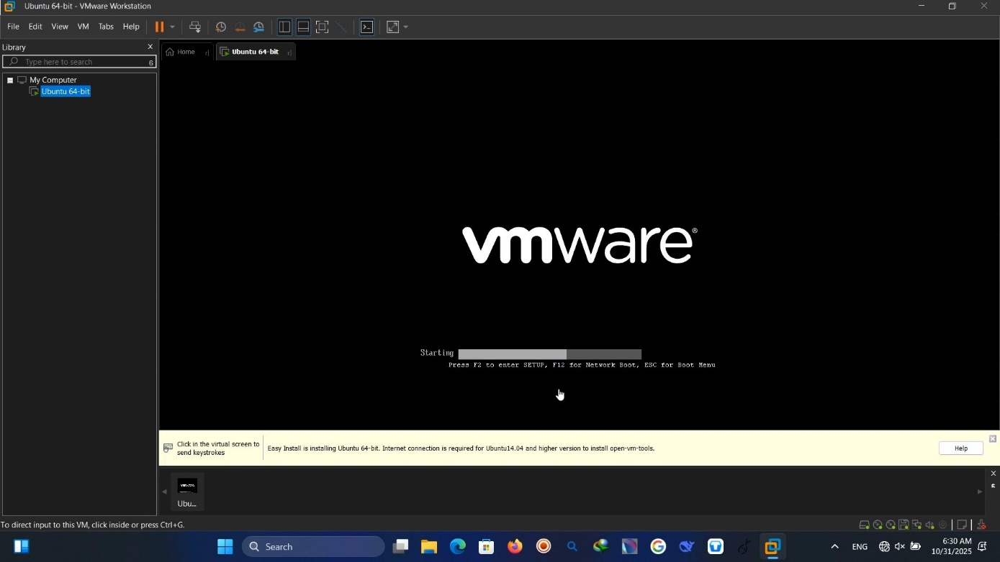 Ubuntu 64-bit - VMware Workstation
File Edit View VM Tabs Help
Library
Type here to search
My Computer
Ubuntu 64-bit
Home
Ubuntu 64-bit
vmware®
Starting
Press F2 to enter SETUP, F12 for Network Boot, ESC for Boot Menu
Click in the virtual screen to
send keystrokes
Easy Install is installing Ubuntu 64-bit. Internet connection is required for Ubuntu14.04 and higher version to install open-vm-tools.
Help
vmware
Ubu...
To direct input to this VM, click inside or press Ctrl+G.
Search
ENG
6:30 AM
10/31/2025